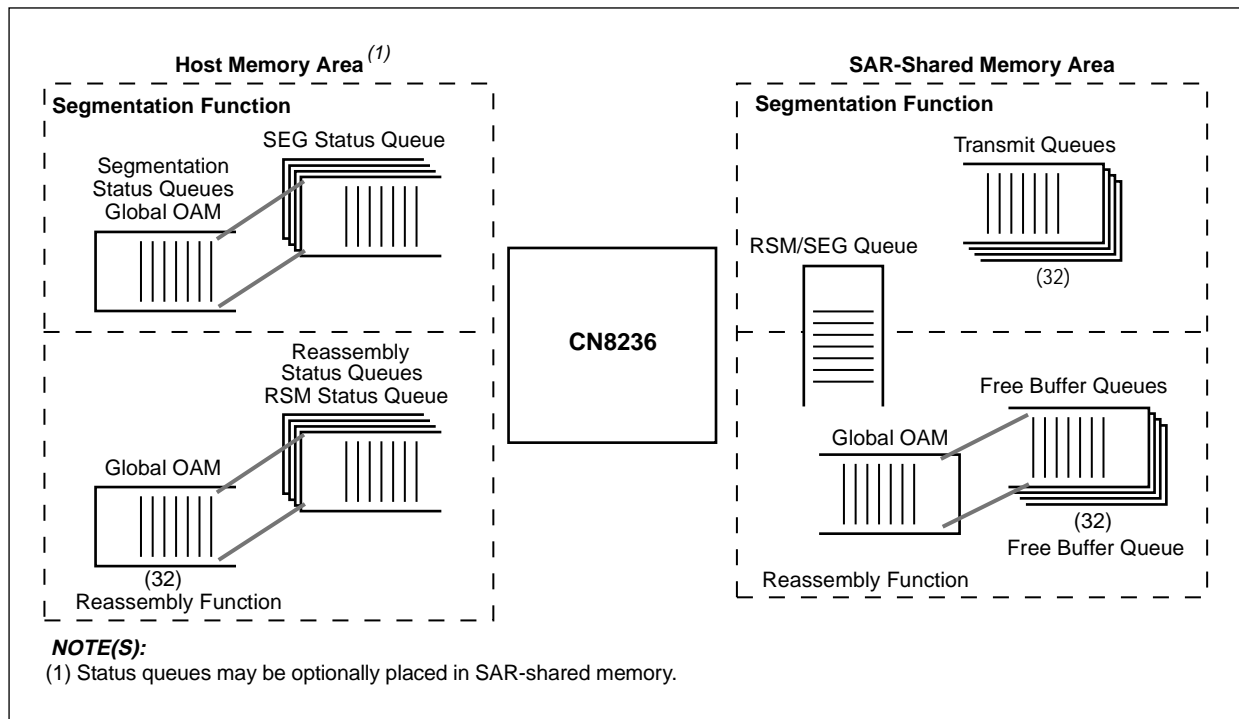 Host Memory Area (1)
Segmentation Function
SEG Status Queue
Segmentation
Status Queues
Global OAM
Reassembly
Status Queues
RSM Status Queue
Global OAM
(32)
Reassembly Function
CN8236
SAR-Shared Memory Area
Segmentation Function
Transmit Queues
(32)
RSM/SEG Queue
Free Buffer Queues
Global OAM
(32)
Free Buffer Queue
Reassembly Function
NOTE(S):
(1) Status queues may be optionally placed in SAR-shared memory.